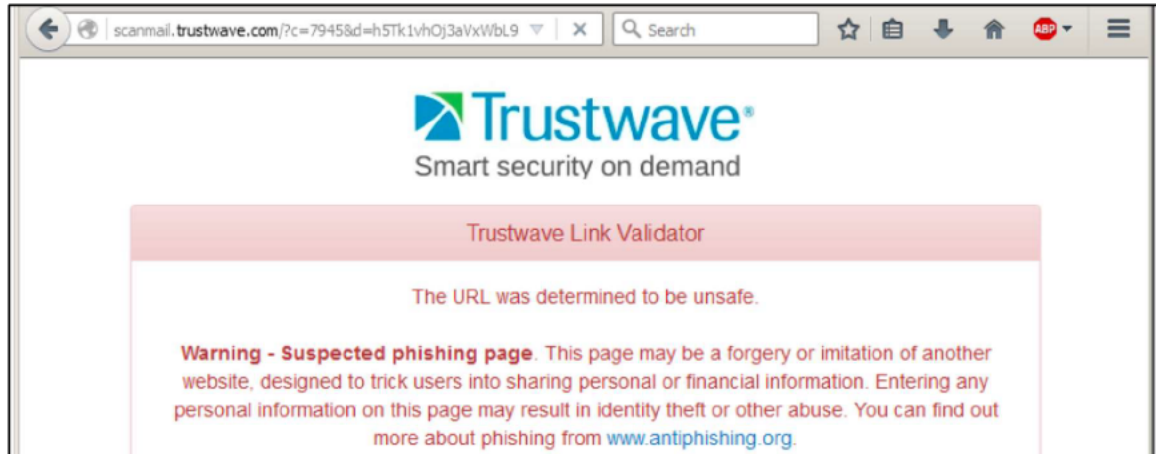 scanmail.trustwave.com/?c=7945&d=h5Tk1vhOj3aVxWbL9
Search
ABP
Trustwave®
Smart security on demand
Trustwave Link Validator
The URL was determined to be unsafe.
Warning - Suspected phishing page. This page may be a forgery or imitation of another
website, designed to trick users into sharing personal or financial information. Entering any
personal information on this page may result in identity theft or other abuse. You can find out
more about phishing from www.antiphishing.org.